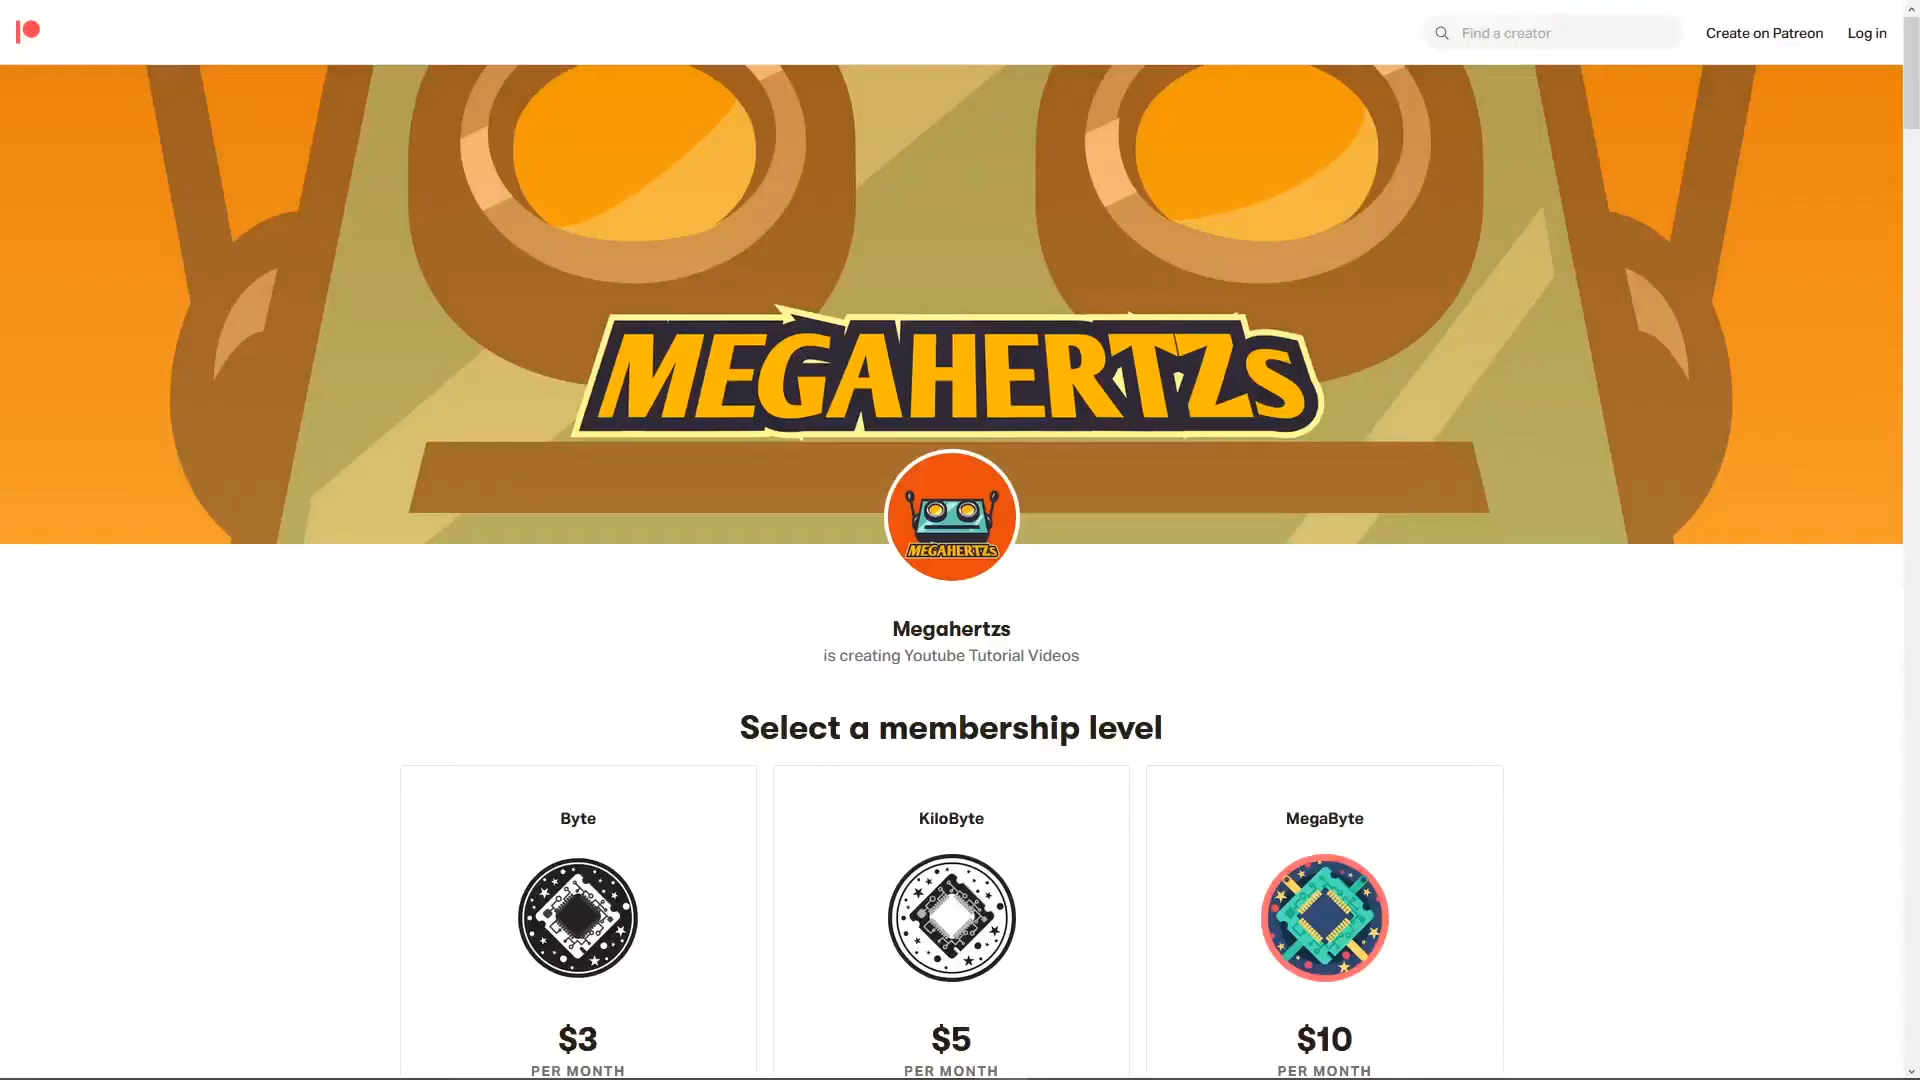 Find a creator
Create on Patreon
Log in
MEGAHERTZs
MEGAHERTZs
Megahertzs
is creating Youtube Tutorial Videos
Select a membership level
Byte
KiloByte
MegaByte
$3
$5
$10
PER MONTH
PER MONTH
PER MONTH